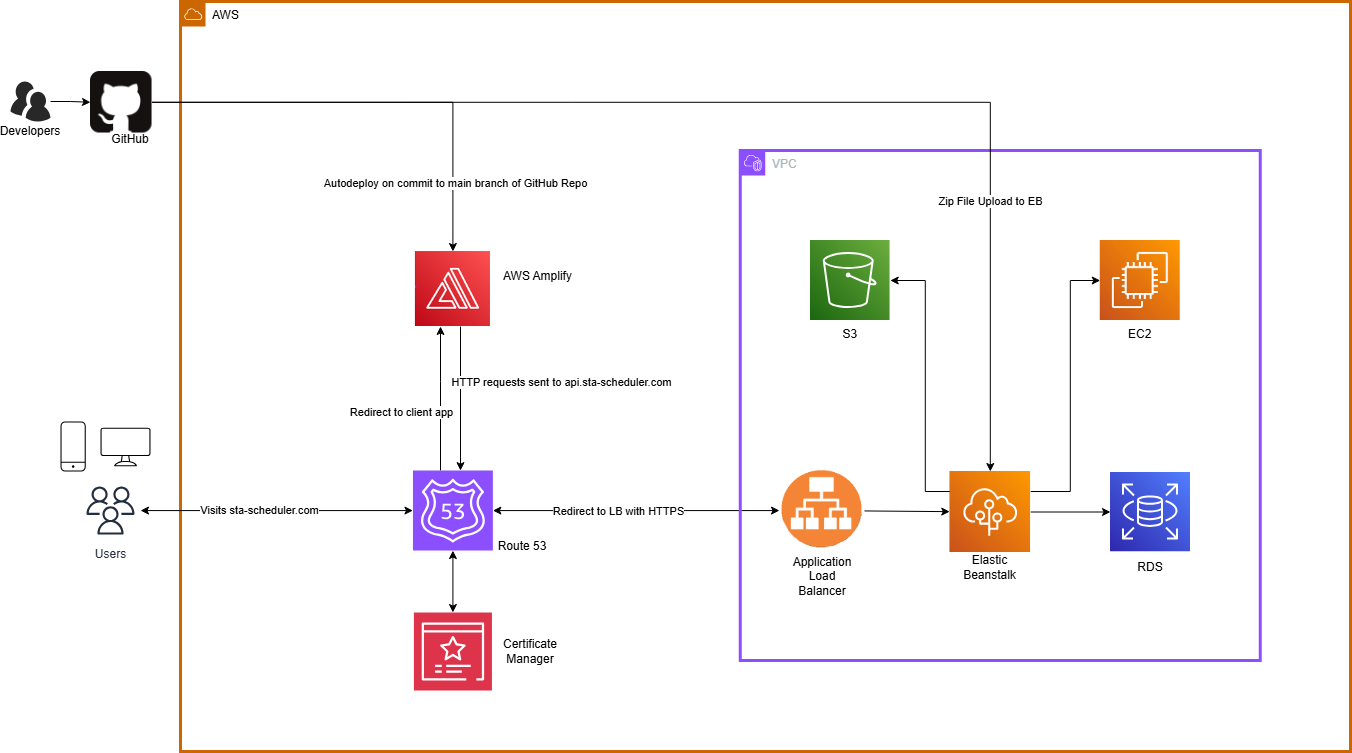 AWS
Developers
GitHub
VPC
Autodeploy on commit to main branch of GitHub Repo
Zip File Upload to EB
AWS Amplify
S3
EC2
HTTP requests sent to api.sta-scheduler.com
Redirect to client app
53
Visits sta-scheduler.com
Redirect to LB with HTTPS
Route 53
Users
Application
Load
Balancer
Elastic
Beanstalk
RDS
Certificate
Manager